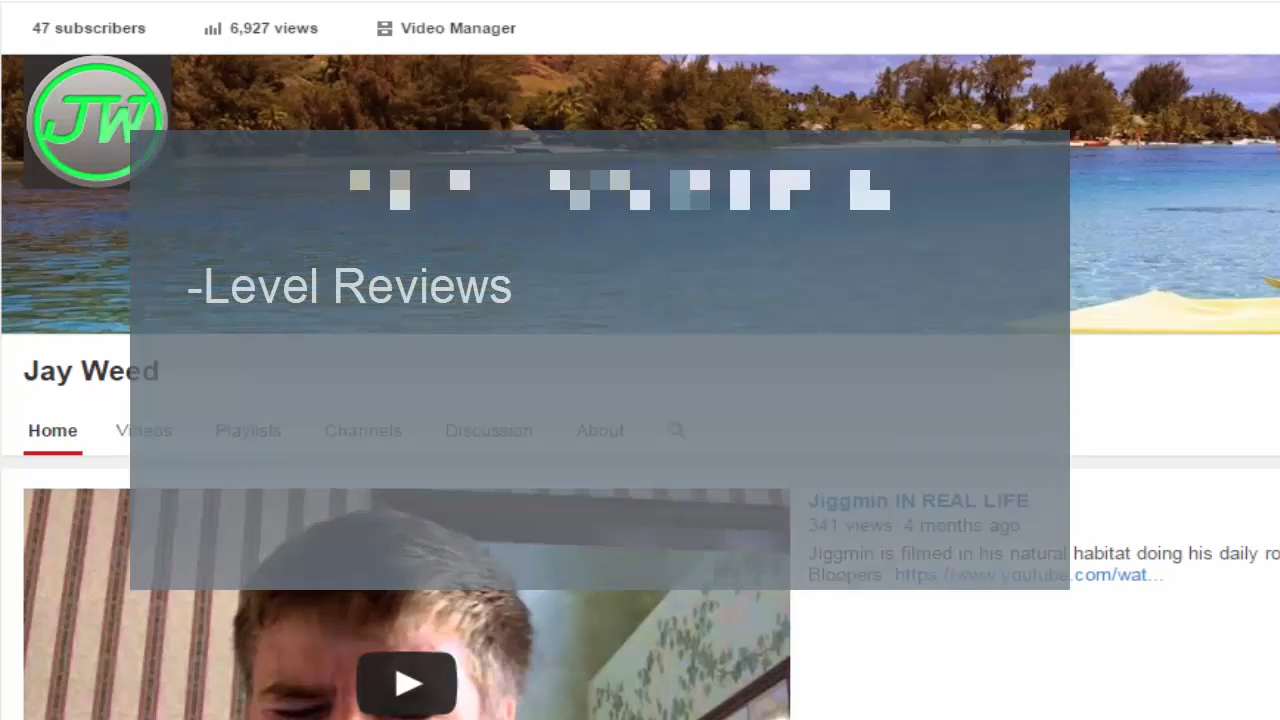 47 subscribers 6,927 views Video Manager
JW
-Level Reviews
Jay Weed
Home Videos Playlists Channels Discussion About
Jiggmin IN REAL LIFE
341 views 4 months ago
Jiggmin is filmed in his natural habitat doing his daily ro
Bloopers https://www.youtube.com/wat...